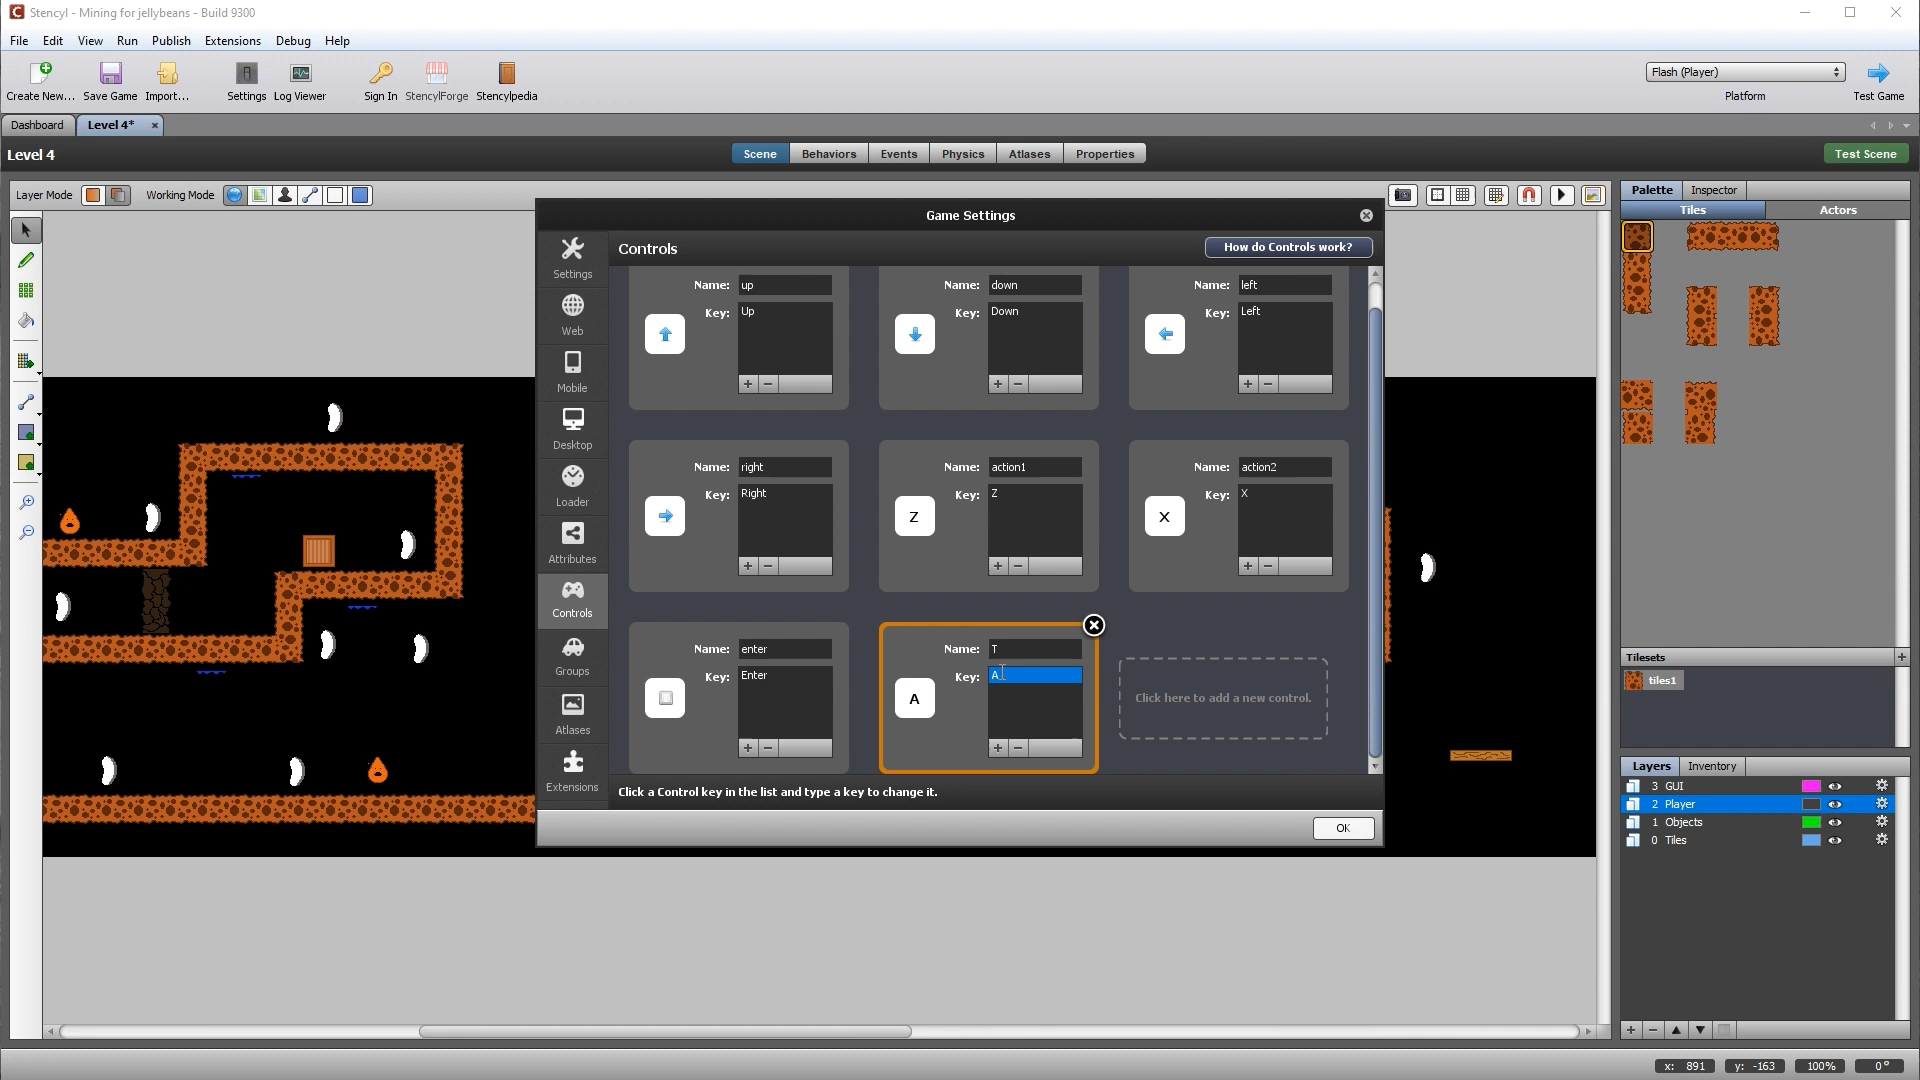 Stencyl - Mining for jellybeans - Build 9300
File Edit View Run Publish Extensions Debug Help
Create New... Save Game Import... Settings Log Viewer Sign In StencylForge Stencylpedia
Flash (Player)
Platform
Test Game
Dashboard Level 4*
Level 4
Scene Behaviors Events Physics Atlases Properties
Test Scene
Layer Mode Working Mode
Palette Inspector
Tiles Actors
Game Settings
Controls
How do Controls work?
Settings
Web
Mobile
Desktop
Loader
Attributes
Controls
Groups
Atlases
Extensions
Name: up
Key: Up
Name: down
Key: Down
Name: left
Key: Left
Name: right
Key: Right
Z
Name: action1
Key: Z
X
Name: action2
Key: X
Name: enter
Key: Enter
A
Name: T
Key: A
Click here to add a new control.
Click a Control key in the list and type a key to change it.
OK
Tilesets
tiles1
Layers Inventory
3 GUI
2 Player
1 Objects
0 Tiles
x: 891 y: -163 100% 0°